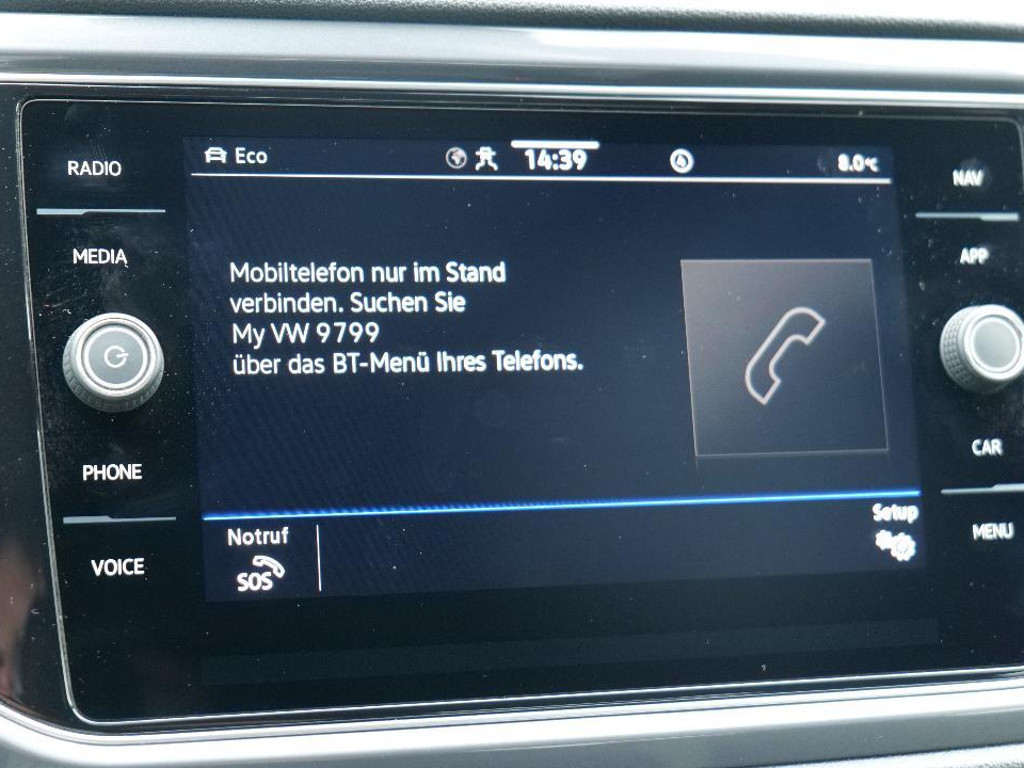 RADIO
MEDIA
PHONE
VOICE
Eco
14:39
8.0°C
Mobiltelefon nur im Stand
verbinden. Suchen Sie
My VW 9799
über das BT-Menü Ihres Telefons.
Notruf
SOS
Setup
NAV
APP
CAR
MENU